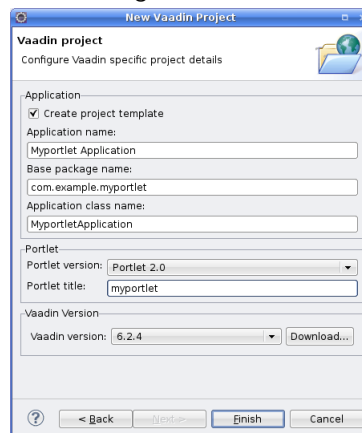 New Vaadin Project
Vaadin project
Configure Vaadin specific project details
Application
Create project template
Application name:
Myportlet Application
Base package name:
com.example.myportlet
Application class name:
MyportletApplication
Portlet
Portlet version: Portlet 2.0
Portlet title: myportlet
Vaadin Version
Vaadin version: 6.2.4 Download...
? < Back Next > Finish Cancel